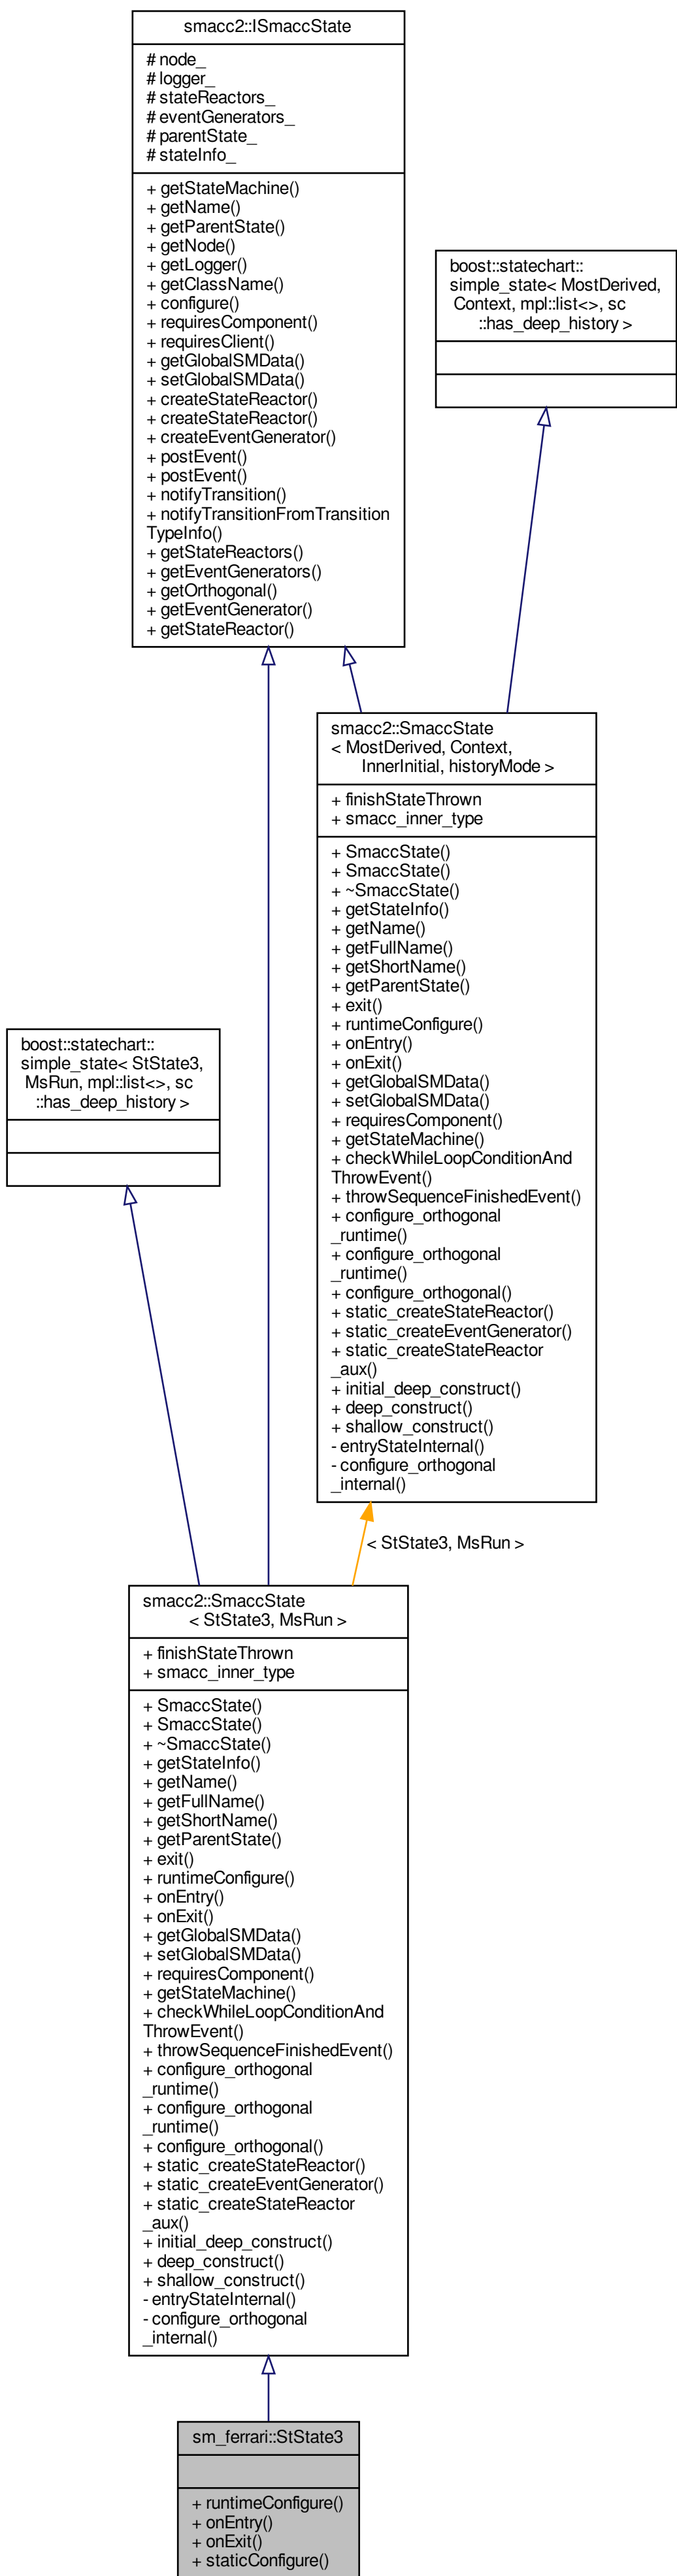 smacc2::ISmaccState
# node_
# logger_
# stateReactors_
# eventGenerators_
# parentState_
# stateInfo_
+ getStateMachine()
+ getName()
+ getParentState()
+ getNode()
+ getLogger()
+ getClassName()
+ configure()
+ requiresComponent()
+ requiresClient()
+ getGlobalSMData()
+ setGlobalSMData()
+ createStateReactor()
+ createStateReactor()
+ createEventGenerator()
+ postEvent()
+ postEvent()
+ notifyTransition()
+ notifyTransitionFromTransition
TypeInfo()
+ getStateReactors()
+ getEventGenerators()
+ getOrthogonal()
+ getEventGenerator()
+ getStateReactor()
boost::statechart::
simple_state< MostDerived,
Context, mpl::list<>, sc
::has_deep_history >
smacc2::SmaccState
< MostDerived, Context,
InnerInitial, historyMode >
+ finishStateThrown
+ smacc_inner_type
+ SmaccState()
+ SmaccState()
+ ~SmaccState()
+ getStateInfo()
+ getName()
+ getFullName()
+ getShortName()
+ getParentState()
+ exit()
+ runtimeConfigure()
+ onEntry()
+ onExit()
+ getGlobalSMData()
+ setGlobalSMData()
+ requiresComponent()
+ getStateMachine()
+ checkWhileLoopConditionAnd
ThrowEvent()
+ throwSequenceFinishedEvent()
+ configure_orthogonal
_runtime()
+ configure_orthogonal
_runtime()
+ configure_orthogonal()
+ static_createStateReactor()
+ static_createEventGenerator()
+ static_createStateReactor
_aux()
+ initial_deep_construct()
+ deep_construct()
+ shallow_construct()
- entryStateInternal()
- configure_orthogonal
_internal()
boost::statechart::
simple_state< StState3,
MsRun, mpl::list<>, sc
::has_deep_history >
< StState3, MsRun >
smacc2::SmaccState
< StState3, MsRun >
+ finishStateThrown
+ smacc_inner_type
+ SmaccState()
+ SmaccState()
+ ~SmaccState()
+ getStateInfo()
+ getName()
+ getFullName()
+ getShortName()
+ getParentState()
+ exit()
+ runtimeConfigure()
+ onEntry()
+ onExit()
+ getGlobalSMData()
+ setGlobalSMData()
+ requiresComponent()
+ getStateMachine()
+ checkWhileLoopConditionAnd
ThrowEvent()
+ throwSequenceFinishedEvent()
+ configure_orthogonal
_runtime()
+ configure_orthogonal
_runtime()
+ configure_orthogonal()
+ static_createStateReactor()
+ static_createEventGenerator()
+ static_createStateReactor
_aux()
+ initial_deep_construct()
+ deep_construct()
+ shallow_construct()
- entryStateInternal()
- configure_orthogonal
_internal()
sm_ferrari::StState3
+ runtimeConfigure()
+ onEntry()
+ onExit()
+ staticConfigure()